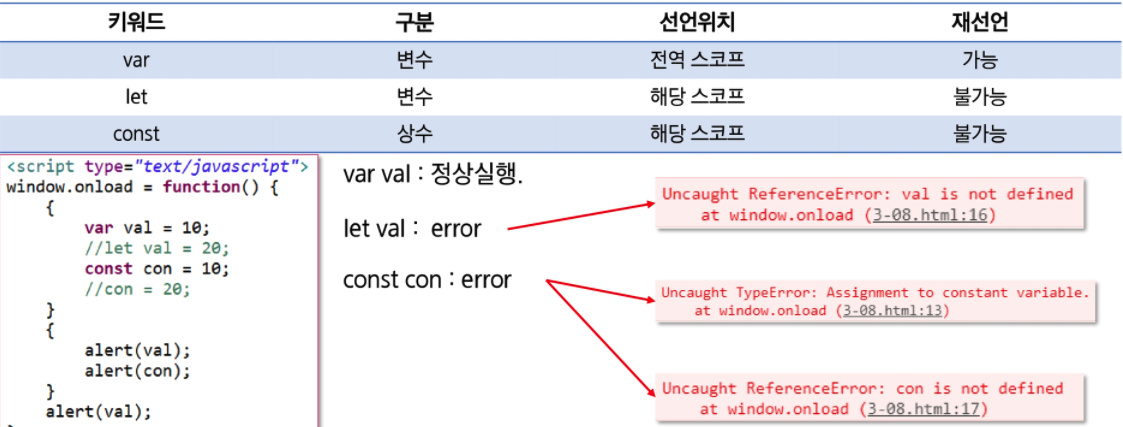 키워드 구분 선언위치 재선언
var 변수 전역 스코프 가능
let 변수 해당 스코프 불가능
const 상수 해당 스코프 불가능
<script type="text/javascript">
window.onload = function() {
{
var val = 10;
//let val = 20;
const con = 10;
//con = 20;
}
{
alert(val);
alert(con);
}
alert(val);
var val : 정상실행.
let val : error
const con : error
Uncaught ReferenceError: val is not defined
at window.onload (3-08.html:16)
Uncaught TypeError: Assignment to constant variable.
at window.onload (3-08.html:13)
Uncaught ReferenceError: con is not defined
at window.onload (3-08.html:17)